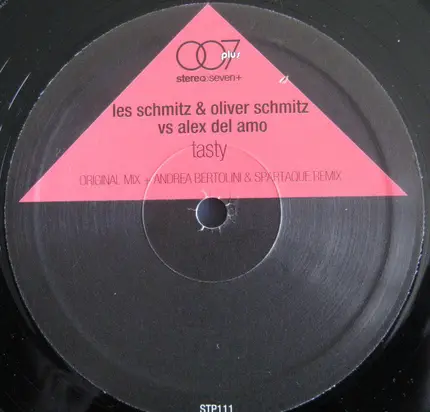 007
plus
stereo:seven+
les schmitz & oliver schmitz
vs alex del amo
tasty
ORIGINAL MIX + ANDREA BERTOLINI & SPARTAQUE REMIX
STP111